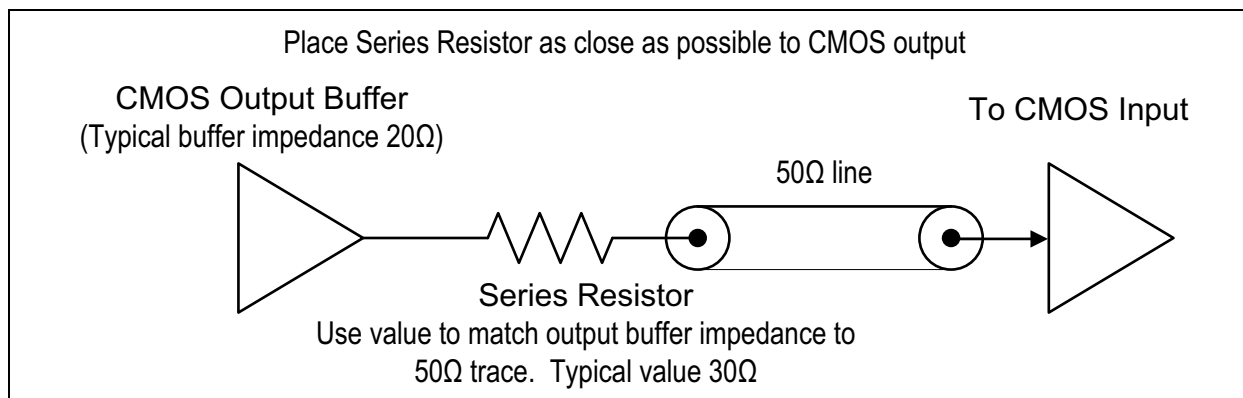 Place Series Resistor as close as possible to CMOS output
CMOS Output Buffer
(Typical buffer impedance 20Ω)
To CMOS Input
50Ω line
Series Resistor
Use value to match output buffer impedance to
50Ω trace.  Typical value 30Ω